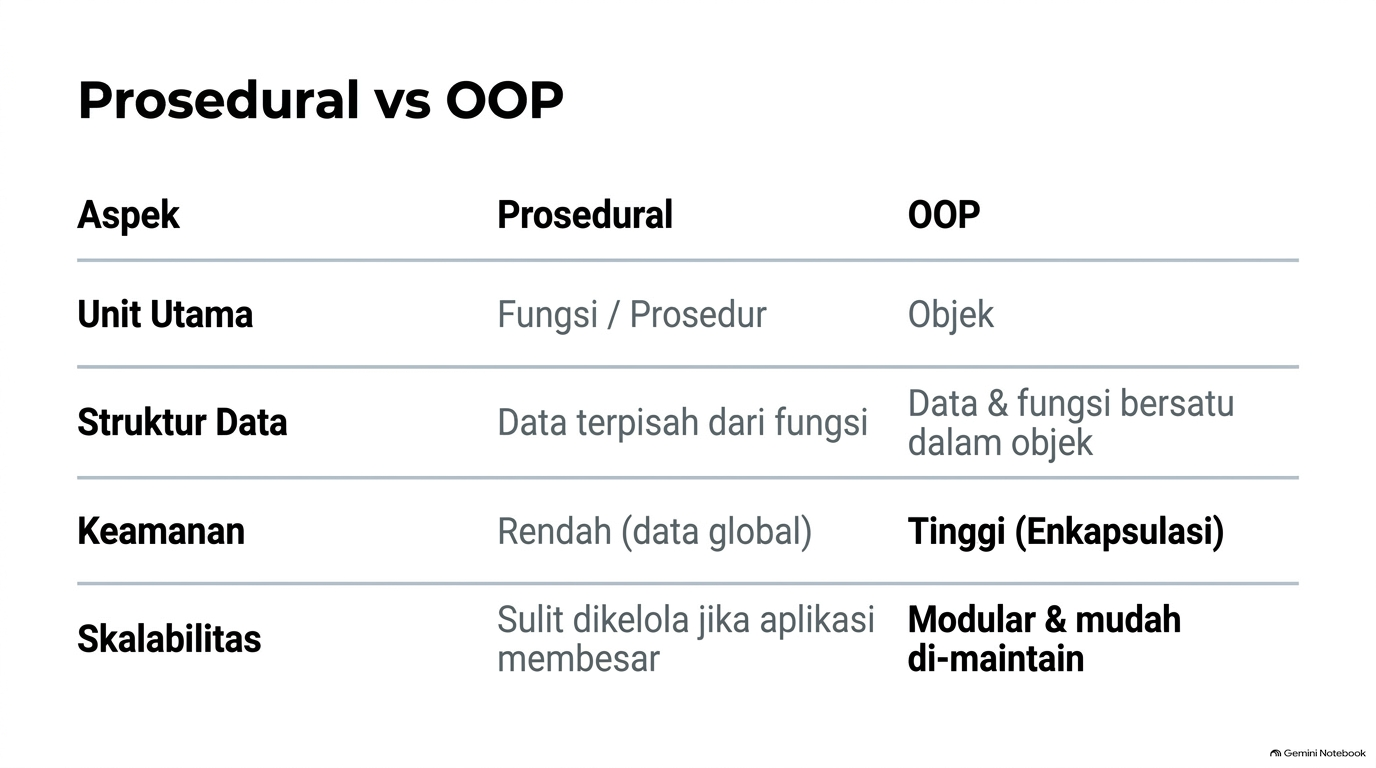 Prosedural vs OOP
Aspek Prosedural OOP
Unit Utama Fungsi / Prosedur Objek
Struktur Data Data terpisah dari fungsi Data & fungsi bersatu
dalam objek
Keamanan Rendah (data global) Tinggi (Enkapsulasi)
Skalabilitas Sulit dikelola jika aplikasi
membesar Modular & mudah
di-maintain
Gemini Notebook